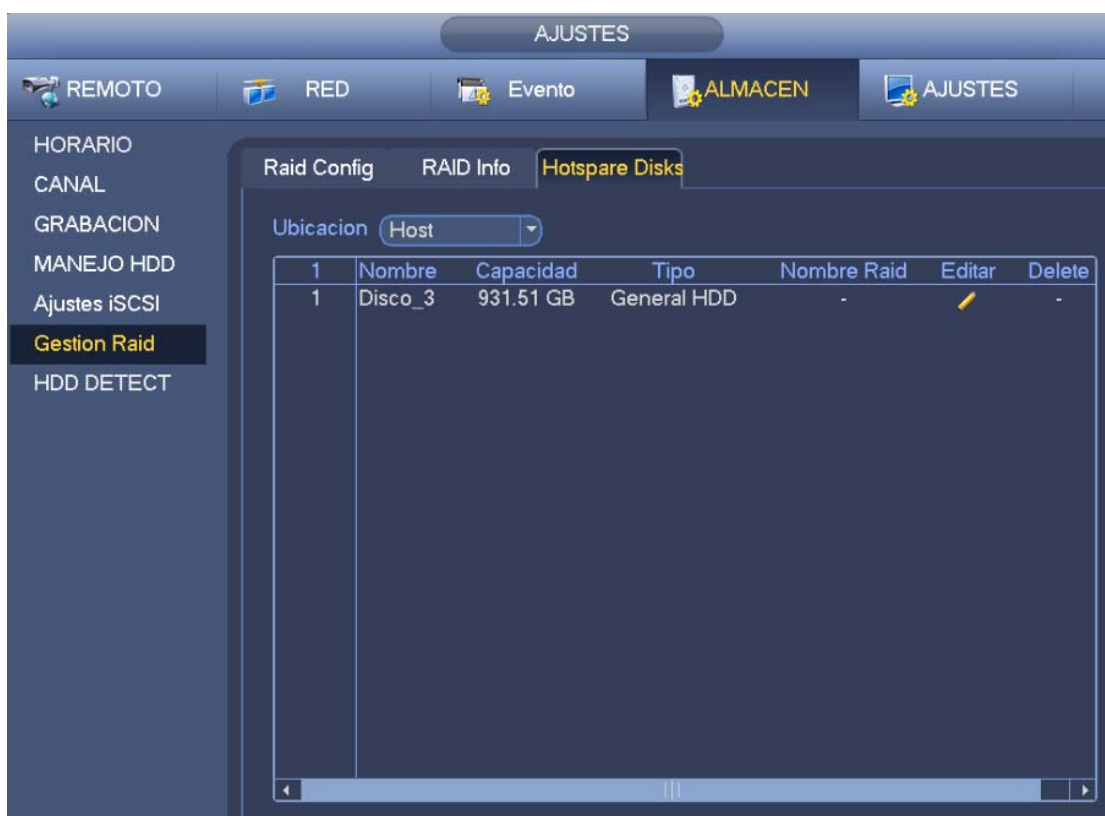 AJUSTES
REMOTO RED Evento ALMACEN AJUSTES
HORARIO
CANAL
GRABACION
MANEJO HDD
Ajustes iSCSI
Gestion Raid
HDD DETECT
Raid Config RAID Info Hotspare Disks
Ubicacion Host
1 Nombre Capacidad Tipo Nombre Raid Editar Delete
1 Disco_3 931.51 GB General HDD - -